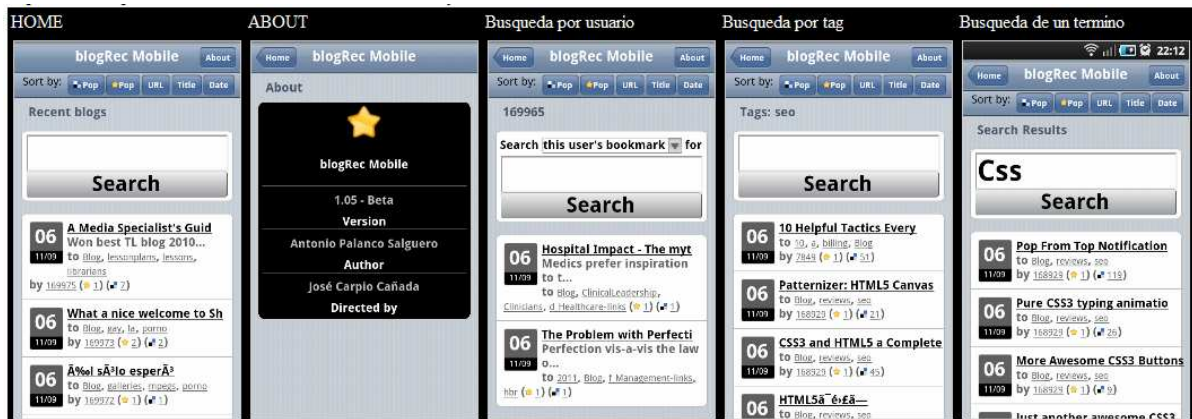 HOME
blogRec Mobile
About
Sort by: Pop Pop URL Title Date
Recent blogs
Search
06
11/09
A Media Specialist's Guid
Won best TL blog 2010...
to Blog, lessonplans, lessons,
librarians
by 169975 ( 1) ( 2)
06
11/09
What a nice welcome to Sh
to Blog, gay, la, porno
by 169973 ( 2) ( 2)
06
11/09
Ã‰l sÃ³lo esperÃ³
to Blog, galleries, mpegs, porno
by 169972 ( 1) ( 1)
ABOUT
Home
blogRec Mobile
About
blogRec Mobile
1.05 - Beta
Version
Antonio Palanco Salguero
Author
José Carpio Cañada
Directed by
Busqueda por usuario
Home
blogRec Mobile
About
Sort by: Pop Pop URL Title Date
169965
Search this user's bookmark for
Search
06
11/09
Hospital Impact - The myt
Medics prefer inspiration
to t...
to Blog, ClinicalLeadership,
Clinicians, d_Healthcare-links ( 1) ( 1)
06
11/09
The Problem with Perfecti
Perfection vis-a-vis the law
o...
to 2011, Blog, f_Management-links,
hbr ( 1) ( 1)
Busqueda por tag
Home
blogRec Mobile
About
Sort by: Pop Pop URL Title Date
Tags: seo
Search
06
11/09
10 Helpful Tactics Every
to 10, a, billing, Blog
by 7849 ( 1) ( 51)
06
11/09
Patternizer: HTML5 Canvas
to Blog, reviews, seo
by 168929 ( 1) ( 21)
06
11/09
CSS3 and HTML5 a Complete
to Blog, reviews, seo
by 168929 ( 1) ( 45)
06
to Blog, reviews, seo
Busqueda de un termino
22:12
Home
blogRec Mobile
About
Sort by: Pop Pop URL Title Date
Search Results
Css
Search
06
11/09
Pop From Top Notification
to Blog, reviews, seo
by 168929 ( 1) ( 119)
06
11/09
Pure CSS3 typing animatio
to Blog, reviews, seo
by 168929 ( 1) ( 26)
06
11/09
More Awesome CSS3 Buttons
to Blog, reviews, seo
by 168929 ( 1) ( 9)
Just another awesome CSS3